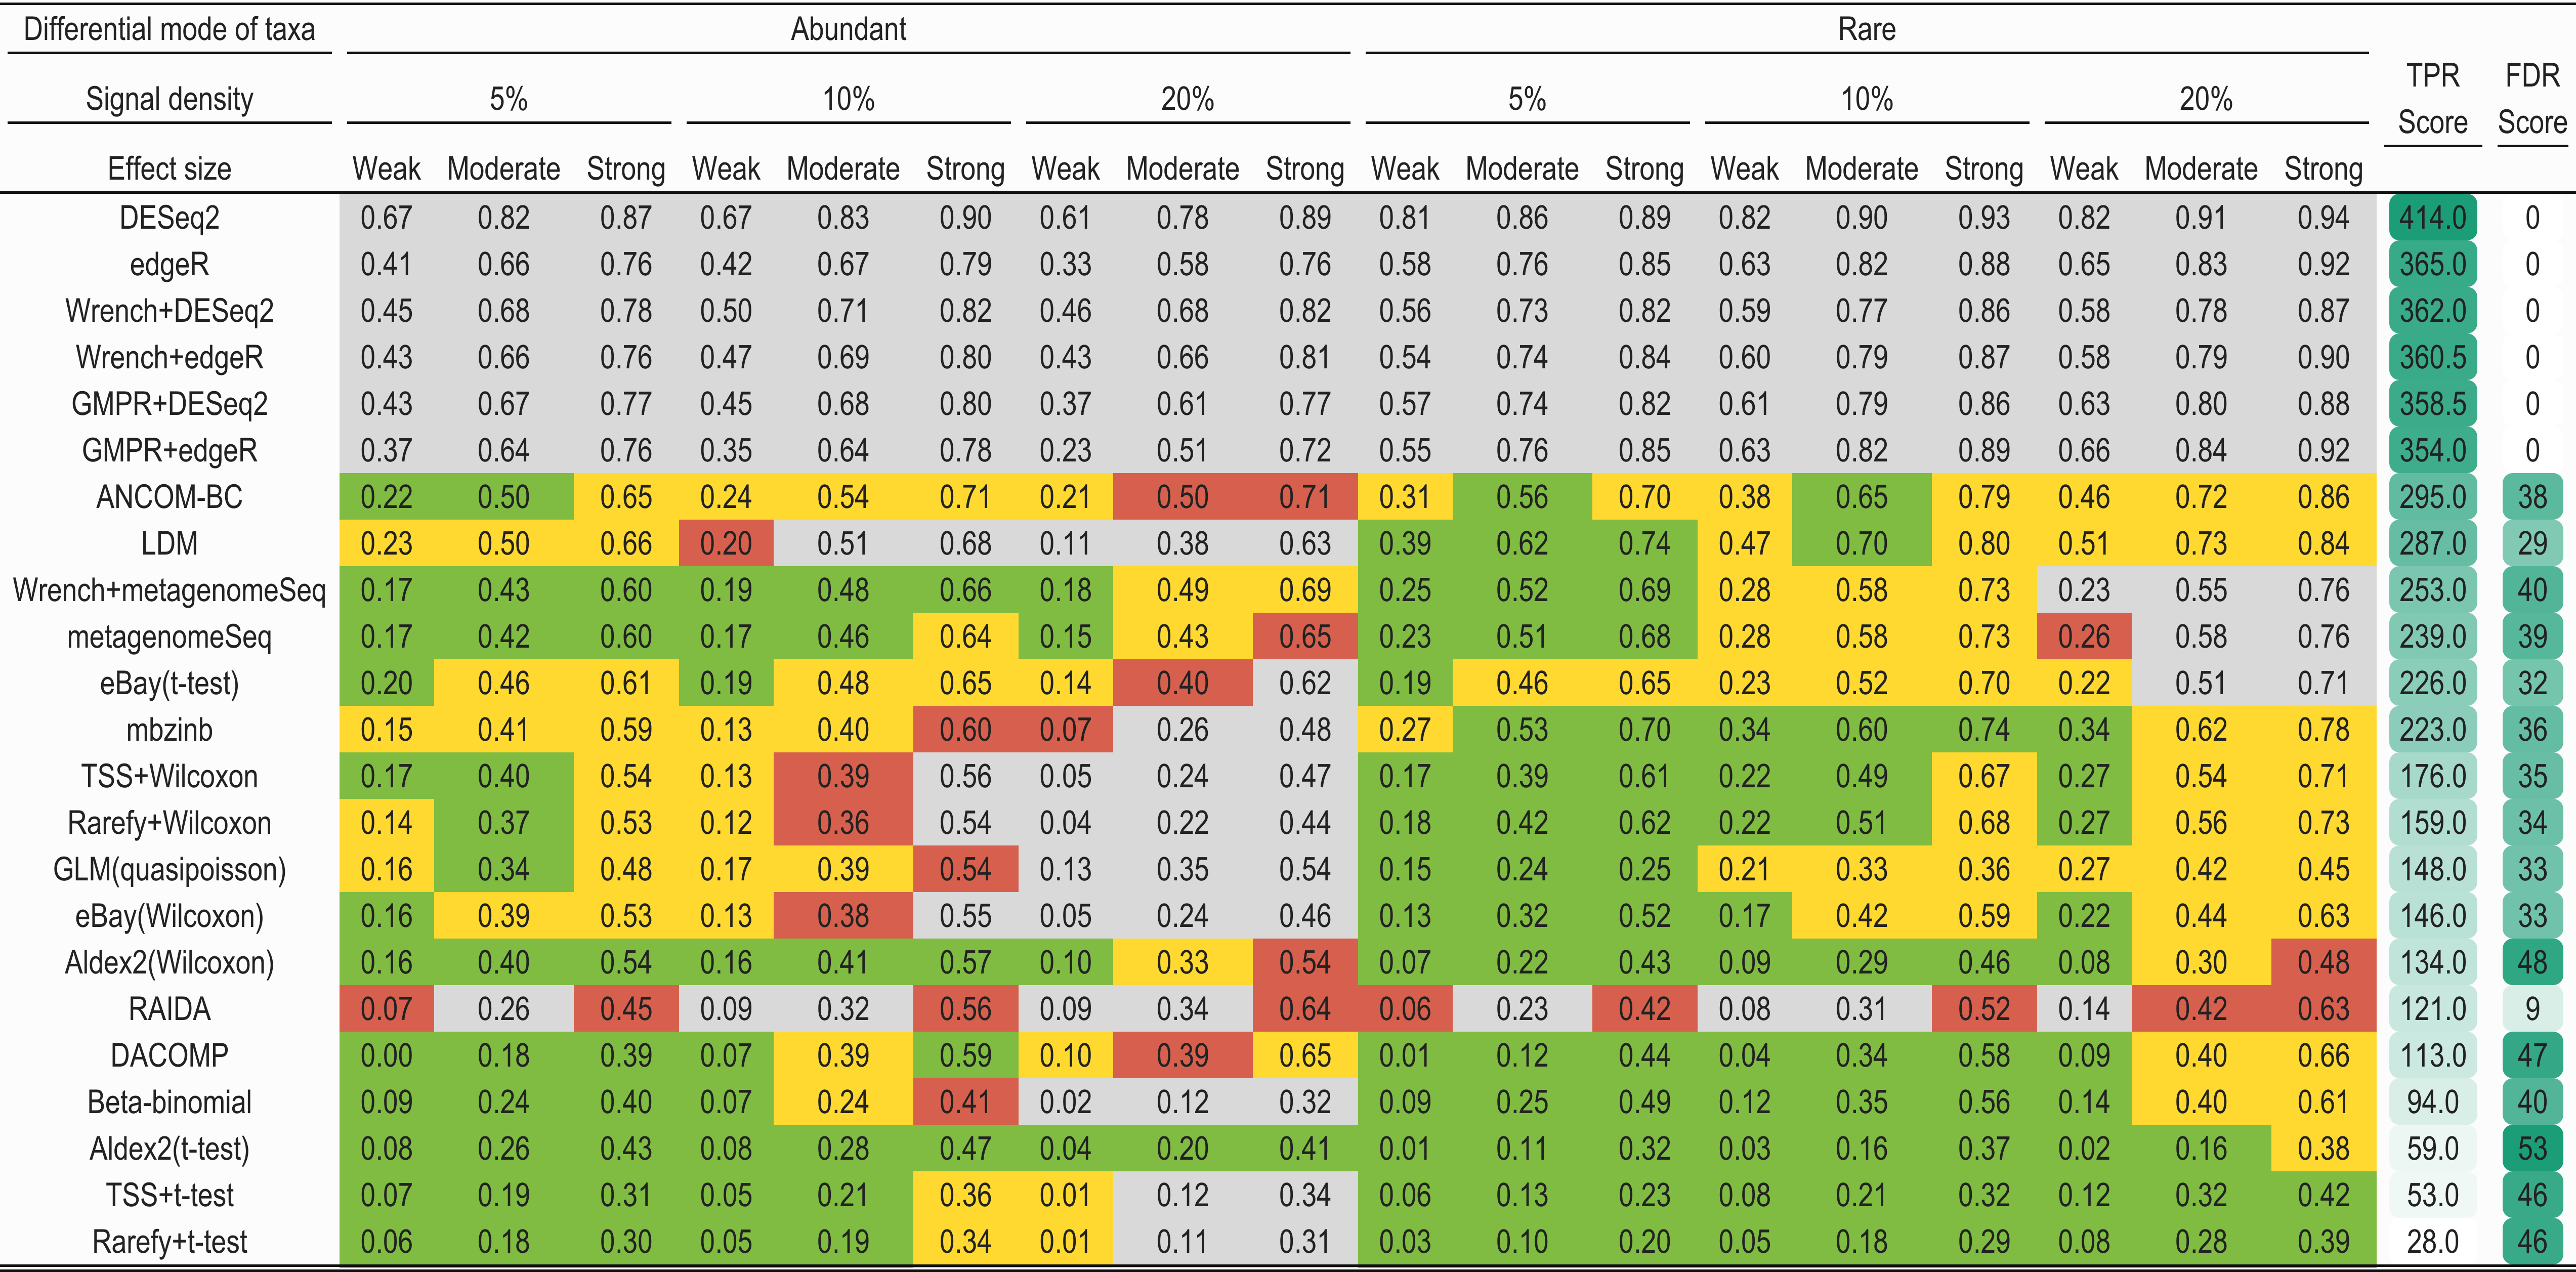 Differential mode of taxa Abundant Rare
Signal density 5% 10% 20% 5% 10% 20% TPR Score FDR Score
Effect size Weak Moderate Strong Weak Moderate Strong Weak Moderate Strong Weak Moderate Strong Weak Moderate Strong Weak Moderate Strong
DESeq2 0.67 0.82 0.87 0.67 0.83 0.90 0.61 0.78 0.89 0.81 0.86 0.89 0.82 0.90 0.93 0.82 0.91 0.94 414.0 0
edgeR 0.41 0.66 0.76 0.42 0.67 0.79 0.33 0.58 0.76 0.58 0.76 0.85 0.63 0.82 0.88 0.65 0.83 0.92 365.0 0
Wrench+DESeq2 0.45 0.68 0.78 0.50 0.71 0.82 0.46 0.68 0.82 0.56 0.73 0.82 0.59 0.77 0.86 0.58 0.78 0.87 362.0 0
Wrench+edgeR 0.43 0.66 0.76 0.47 0.69 0.80 0.43 0.66 0.81 0.54 0.74 0.84 0.60 0.79 0.87 0.58 0.79 0.90 360.5 0
GMPR+DESeq2 0.43 0.67 0.77 0.45 0.68 0.80 0.37 0.61 0.77 0.57 0.74 0.82 0.61 0.79 0.86 0.63 0.80 0.88 358.5 0
GMPR+edgeR 0.37 0.64 0.76 0.35 0.64 0.78 0.23 0.51 0.72 0.55 0.76 0.85 0.63 0.82 0.89 0.66 0.84 0.92 354.0 0
ANCOM-BC 0.22 0.50 0.65 0.24 0.54 0.71 0.21 0.50 0.71 0.31 0.56 0.70 0.38 0.65 0.79 0.46 0.72 0.86 295.0 38
LDM 0.23 0.50 0.66 0.20 0.51 0.68 0.11 0.38 0.63 0.39 0.62 0.74 0.47 0.70 0.80 0.51 0.73 0.84 287.0 29
Wrench+metagenomeSeq 0.17 0.43 0.60 0.19 0.48 0.66 0.18 0.49 0.69 0.25 0.52 0.69 0.28 0.58 0.73 0.23 0.55 0.76 253.0 40
metagenomeSeq 0.17 0.42 0.60 0.17 0.46 0.64 0.15 0.43 0.65 0.23 0.51 0.68 0.28 0.58 0.73 0.26 0.58 0.76 239.0 39
eBay(t-test) 0.20 0.46 0.61 0.19 0.48 0.65 0.14 0.40 0.62 0.19 0.46 0.65 0.23 0.52 0.70 0.22 0.51 0.71 226.0 32
mbzinb 0.15 0.41 0.59 0.13 0.40 0.60 0.07 0.26 0.48 0.27 0.53 0.70 0.34 0.60 0.74 0.34 0.62 0.78 223.0 36
TSS+Wilcoxon 0.17 0.40 0.54 0.13 0.39 0.56 0.05 0.24 0.47 0.17 0.39 0.61 0.22 0.49 0.67 0.27 0.54 0.71 176.0 35
Rarefy+Wilcoxon 0.14 0.37 0.53 0.12 0.36 0.54 0.04 0.22 0.44 0.18 0.42 0.62 0.22 0.51 0.68 0.27 0.56 0.73 159.0 34
GLM(quasipoisson) 0.16 0.34 0.48 0.17 0.39 0.54 0.13 0.35 0.54 0.15 0.24 0.25 0.21 0.33 0.36 0.27 0.42 0.45 148.0 33
eBay(Wilcoxon) 0.16 0.39 0.53 0.13 0.38 0.55 0.05 0.24 0.46 0.13 0.32 0.52 0.17 0.42 0.59 0.22 0.44 0.63 146.0 33
Aldex2(Wilcoxon) 0.16 0.40 0.54 0.16 0.41 0.57 0.10 0.33 0.54 0.07 0.22 0.43 0.09 0.29 0.46 0.08 0.30 0.48 134.0 48
RAIDA 0.07 0.26 0.45 0.09 0.32 0.56 0.09 0.34 0.64 0.06 0.23 0.42 0.08 0.31 0.52 0.14 0.42 0.63 121.0 9
DACOMP 0.00 0.18 0.39 0.07 0.39 0.59 0.10 0.39 0.65 0.01 0.12 0.44 0.04 0.34 0.58 0.09 0.40 0.66 113.0 47
Beta-binomial 0.09 0.24 0.40 0.07 0.24 0.41 0.02 0.12 0.32 0.09 0.25 0.49 0.12 0.35 0.56 0.14 0.40 0.61 94.0 40
Aldex2(t-test) 0.08 0.26 0.43 0.08 0.28 0.47 0.04 0.20 0.41 0.01 0.11 0.32 0.03 0.16 0.37 0.02 0.16 0.38 59.0 53
TSS+t-test 0.07 0.19 0.31 0.05 0.21 0.36 0.01 0.12 0.34 0.06 0.13 0.23 0.08 0.21 0.32 0.12 0.32 0.42 53.0 46
Rarefy+t-test 0.06 0.18 0.30 0.05 0.19 0.34 0.01 0.11 0.31 0.03 0.10 0.20 0.05 0.18 0.29 0.08 0.28 0.39 28.0 46